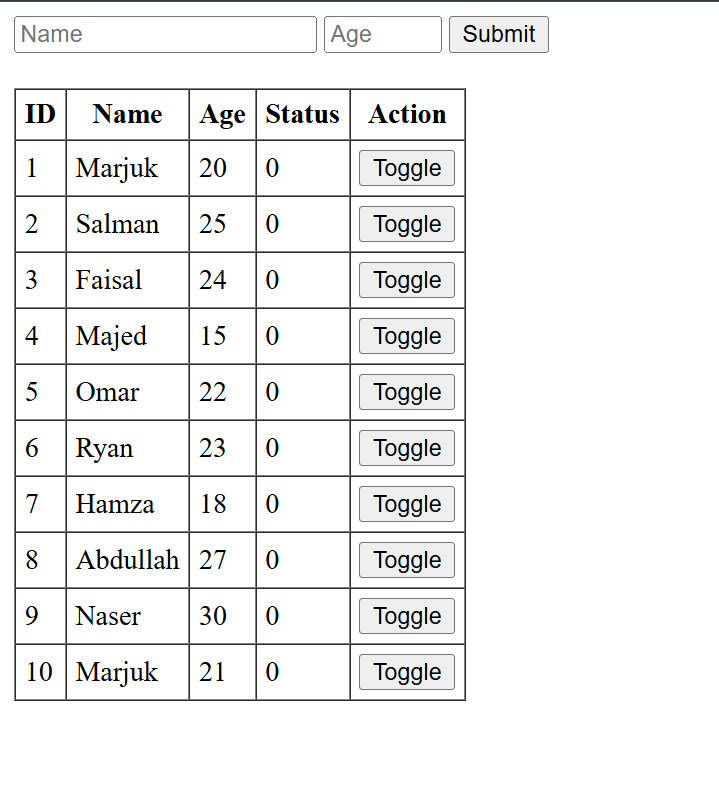 Name Age Submit
ID Name Age Status Action
1 Marjuk 20 0 Toggle
2 Salman 25 0 Toggle
3 Faisal 24 0 Toggle
4 Majed 15 0 Toggle
5 Omar 22 0 Toggle
6 Ryan 23 0 Toggle
7 Hamza 18 0 Toggle
8 Abdullah 27 0 Toggle
9 Naser 30 0 Toggle
10 Marjuk 21 0 Toggle